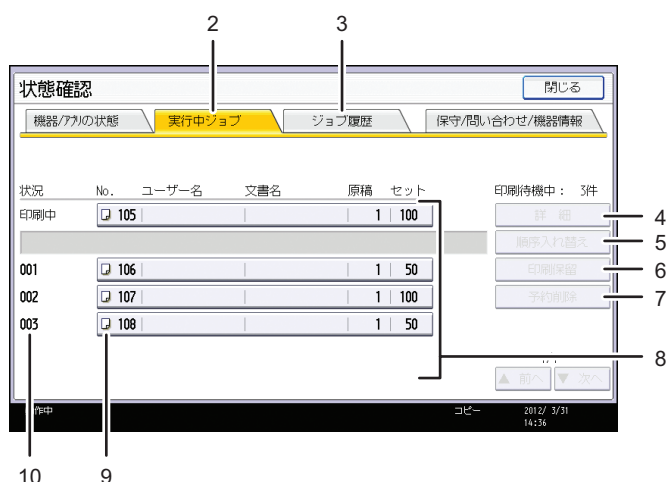 2 3
状態確認 閉じる
機器/アプリの状態 実行中ジョブ ジョブ履歴 保守/問い合わせ/機器情報
状況 No. ユーザー名 文書名 原稿 セット 印刷待機中: 3件
印刷中 105 1 100 詳 細 4
順序入れ替え 5
001 106 1 50 印刷保留 6
002 107 1 100 予約削除 7
003 108 1 50
8
▲ 前へ ▼ 次へ
作中 コピー 2012/ 3/31
14:36
10 9